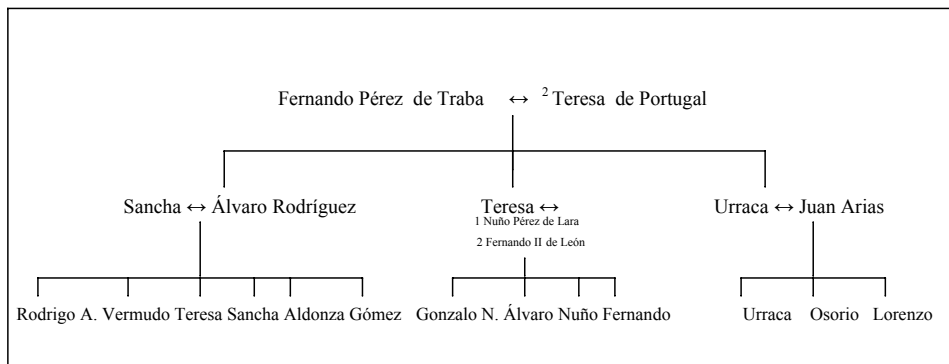 Fernando Pérez de Traba ↔ ² Teresa de Portugal
Sancha ↔ Álvaro Rodríguez Teresa ↔ Urraca ↔ Juan Arias
1 Nuño Pérez de Lara
2 Fernando II de León
Rodrigo A. Vermudo Teresa Sancha Aldonza Gómez Gonzalo N. Álvaro Nuño Fernando Urraca Osorio Lorenzo